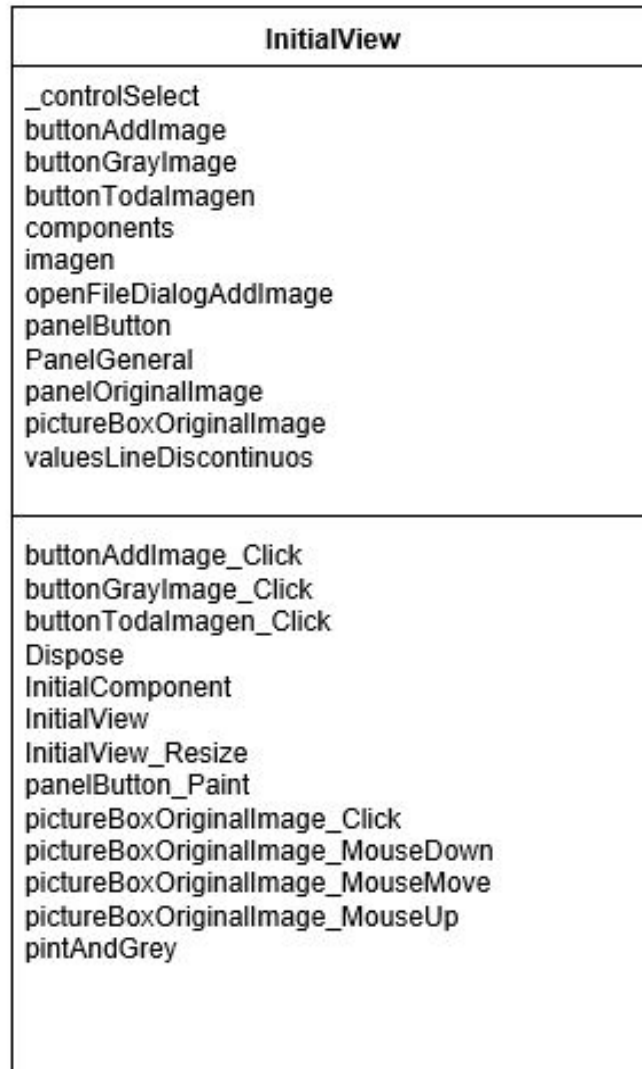 InitialView
_controlSelect
buttonAddImage
buttonGrayImage
buttonTodaImagen
components
imagen
openFileDialogAddImage
panelButton
PanelGeneral
panelOriginalImage
pictureBoxOriginalImage
valuesLineDiscontinuos
buttonAddImage_Click
buttonGrayImage_Click
buttonTodaImagen_Click
Dispose
InitialComponent
InitialView
InitialView_Resize
panelButton_Paint
pictureBoxOriginalImage_Click
pictureBoxOriginalImage_MouseDown
pictureBoxOriginalImage_MouseMove
pictureBoxOriginalImage_MouseUp
pintAndGrey